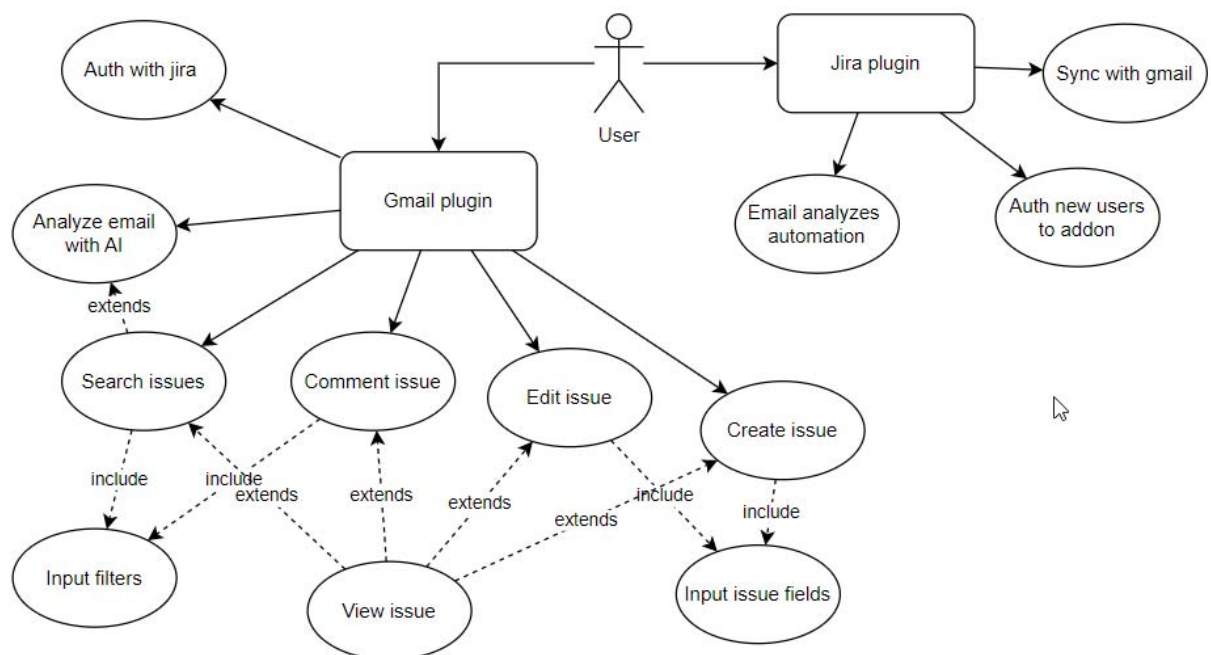 Auth with jira
User
Jira plugin
Sync with gmail
Gmail plugin
Analyze email
with AI
Email analyzes
automation
Auth new users
to addon
extends
Search issues
Comment issue
Edit issue
Create issue
include
include
extends
extends
extends
include
extends
include
Input filters
View issue
Input issue fields